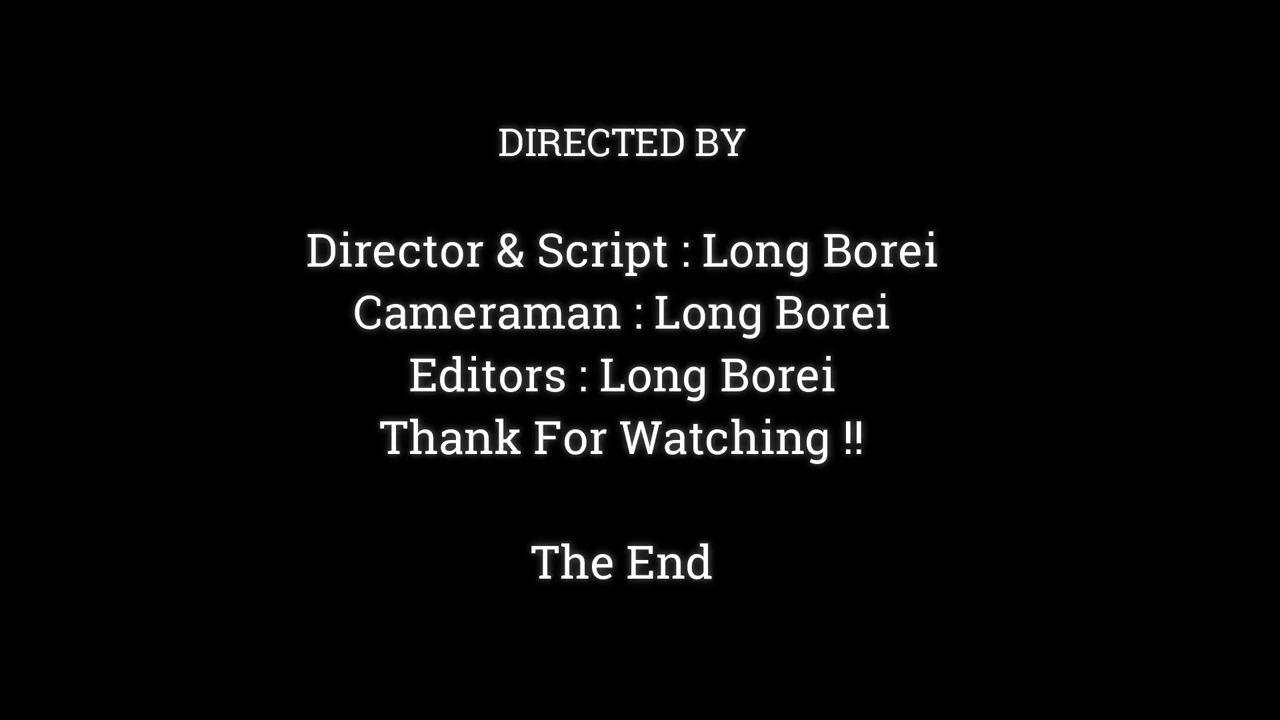 DIRECTED BY
Director & Script : Long Borei
Cameraman : Long Borei
Editors : Long Borei
Thank For Watching !!
The End